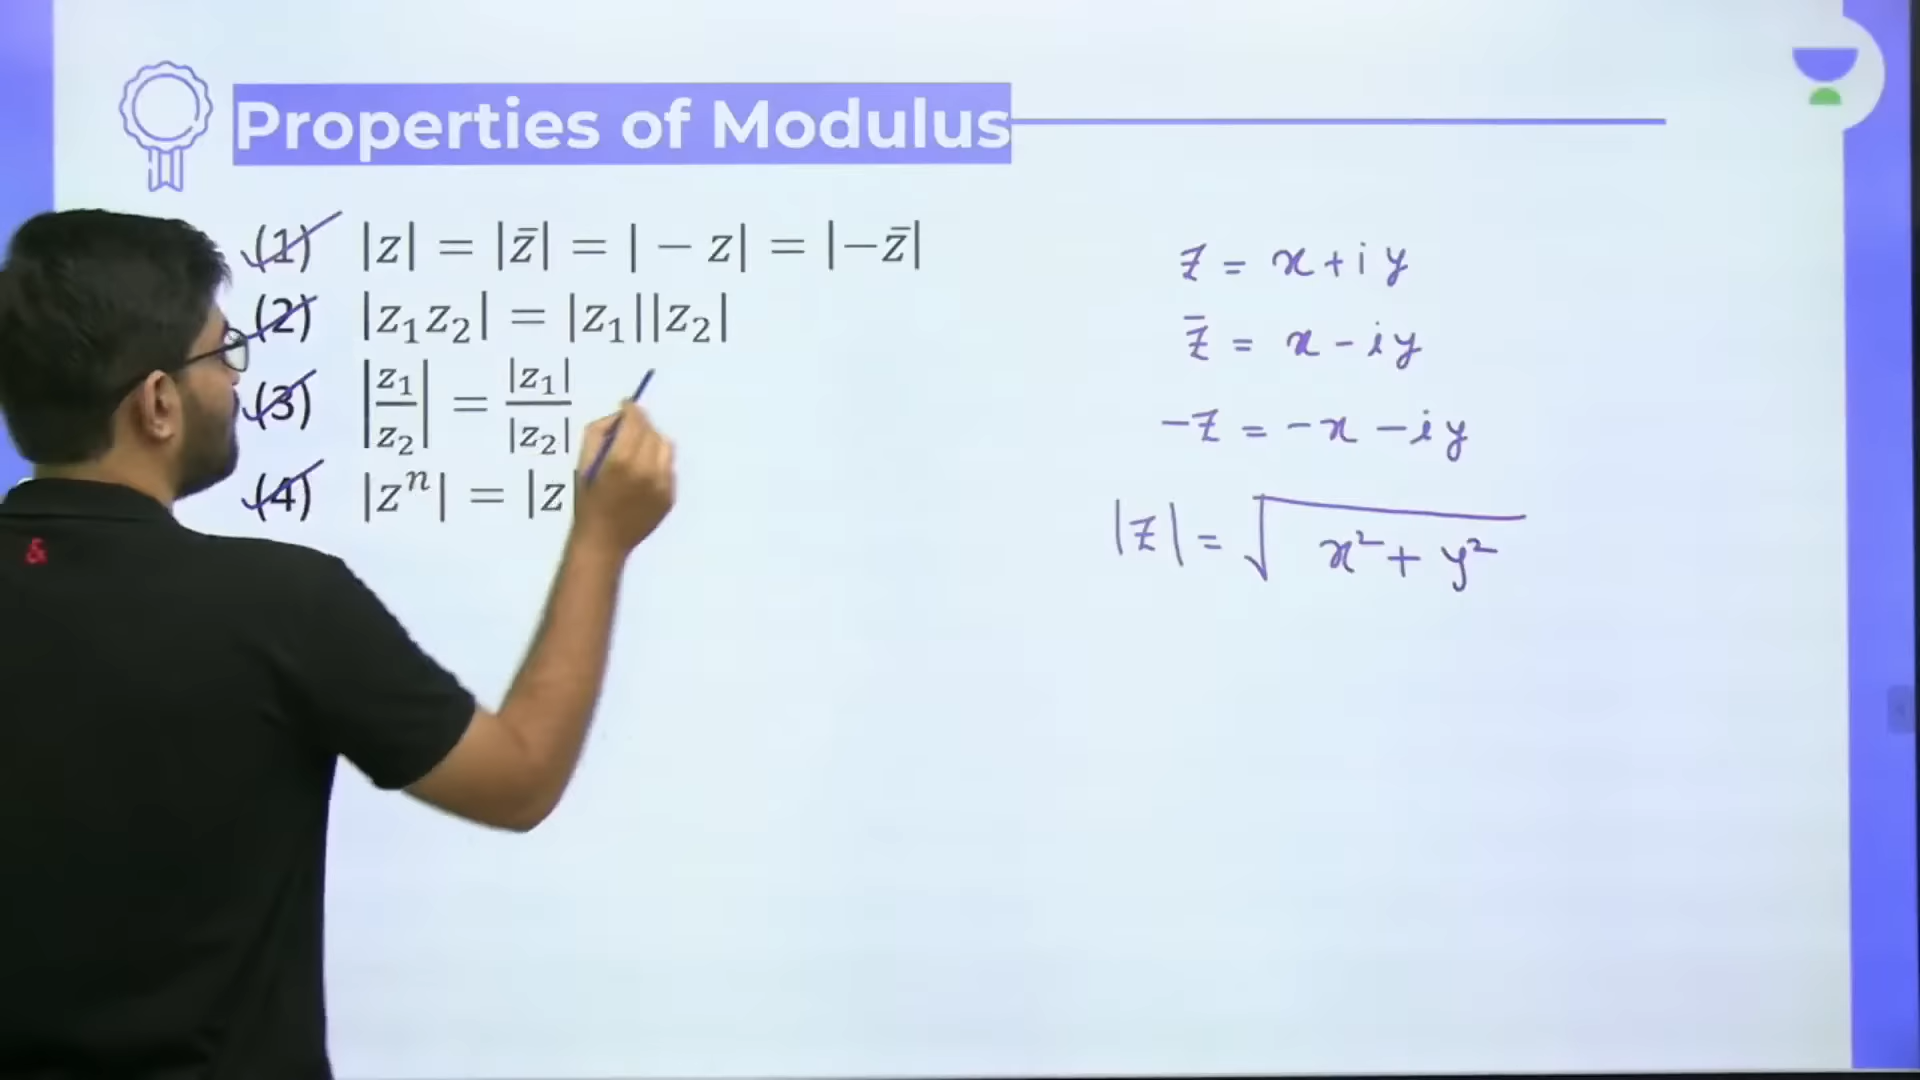 Properties of Modulus
(1) |z| = |z̄| = |−z| = |−z̄|
(2) |z₁z₂| = |z₁||z₂|
(3) |z₁/z₂| = |z₁|/|z₂|
(4) |zⁿ| = |z|
z = x + iy
z̄ = x − iy
−z = −x − iy
|z| = √(x² + y²)
&